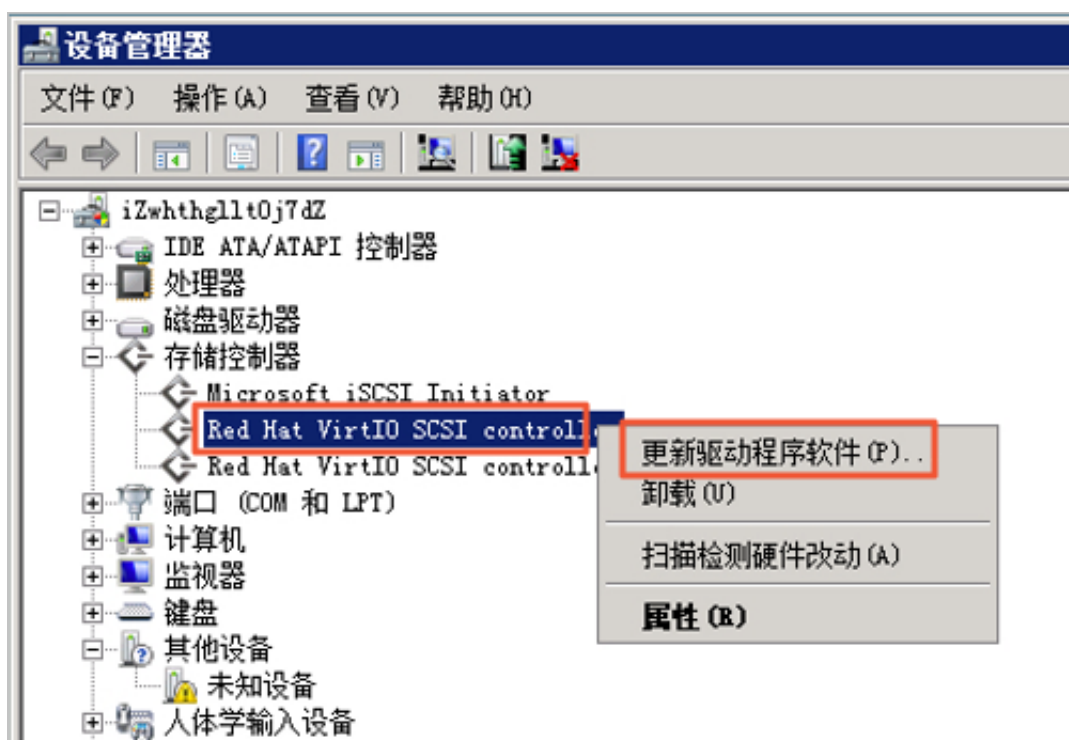 设备管理器
文件(F) 操作(A) 查看(V) 帮助(H)
iZwhthgllt0j7dZ
IDE ATA/ATAPI 控制器
处理器
磁盘驱动器
存储控制器
Microsoft iSCSI Initiator
Red Hat VirtIO SCSI controll
Red Hat VirtIO SCSI controll
更新驱动程序软件(P)..
卸载(U)
扫描检测硬件改动(A)
属性(R)
端口 (COM 和 LPT)
计算机
监视器
键盘
其他设备
未知设备
人体学输入设备